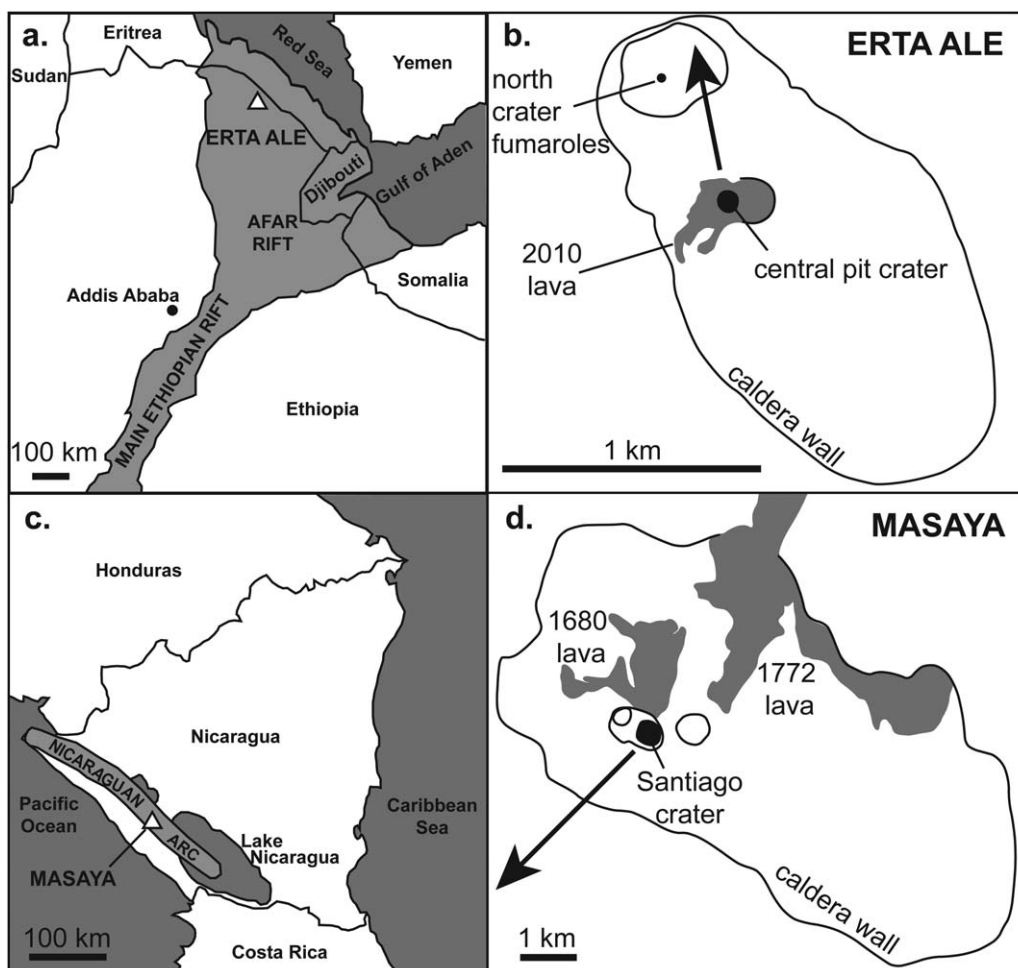 a.
Eritrea
Sudan
Red Sea
Yemen
ERTA ALE
Djibouti
Gulf of Aden
AFAR
RIFT
Somalia
Addis Ababa
MAIN ETHIOPIAN RIFT
Ethiopia
100 km
b.
ERTA ALE
north
crater
fumaroles
2010
lava
central pit crater
caldera wall
1 km
c.
Honduras
Nicaragua
NICARAGUAN
ARC
Pacific
Ocean
Caribbean
Sea
Lake
Nicaragua
MASAYA
100 km
Costa Rica
d.
MASAYA
1680
lava
1772
lava
Santiago
crater
caldera wall
1 km